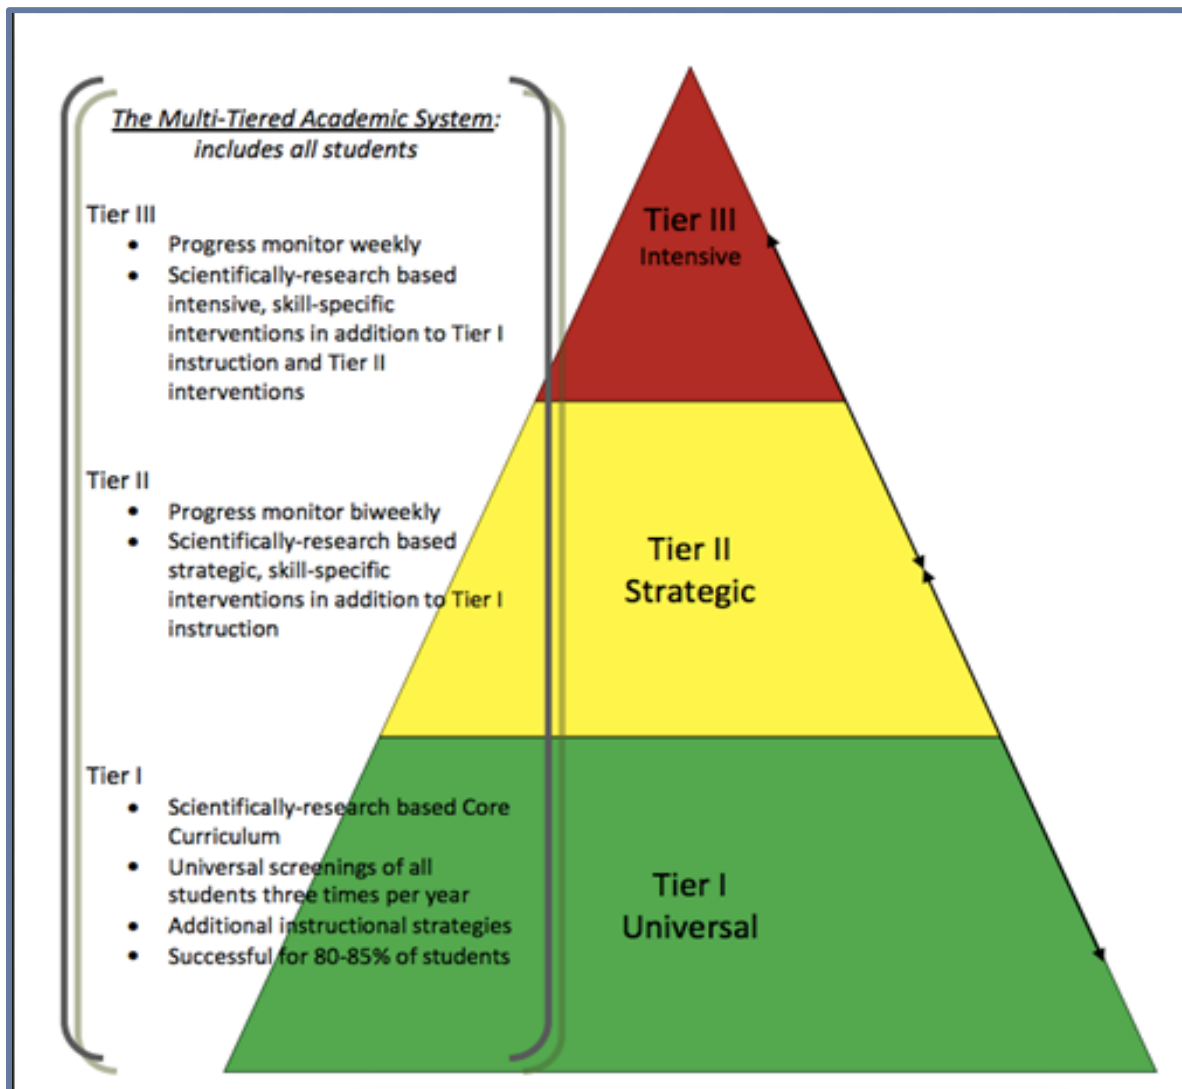 The Multi-Tiered Academic System:
includes all students
Tier III
• Progress monitor weekly
• Scientifically-research based
intensive, skill-specific
interventions in addition to Tier I
instruction and Tier II
interventions
Tier II
• Progress monitor biweekly
• Scientifically-research based
strategic, skill-specific
interventions in addition to Tier I
instruction
Tier I
• Scientifically-research based Core
Curriculum
• Universal screenings of all
students three times per year
• Additional instructional strategies
• Successful for 80-85% of students
Tier III
Intensive
Tier II
Strategic
Tier I
Universal